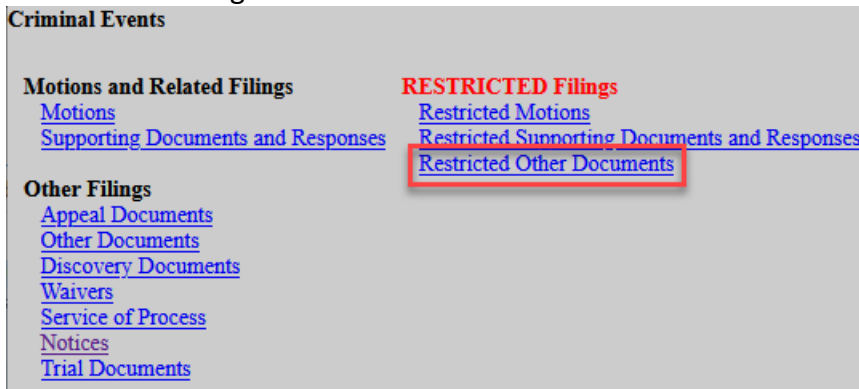 Criminal Events
Motions and Related Filings
Motions
Supporting Documents and Responses
RESTRICTED Filings
Restricted Motions
Restricted Supporting Documents and Responses
Restricted Other Documents
Other Filings
Appeal Documents
Other Documents
Discovery Documents
Waivers
Service of Process
Notices
Trial Documents